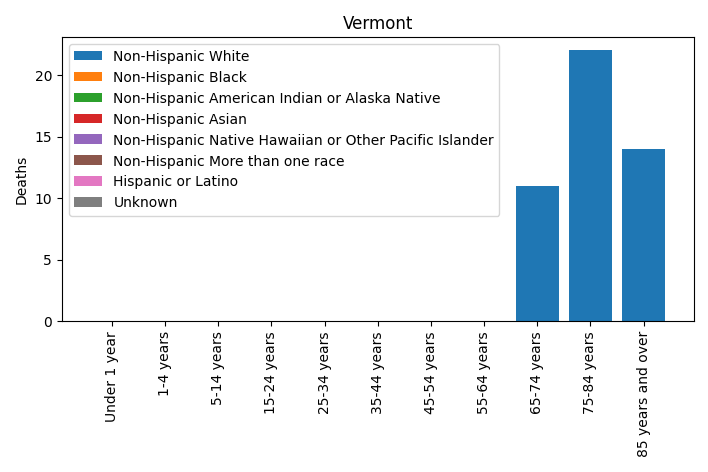 Vermont
Non-Hispanic White
Non-Hispanic Black
Non-Hispanic American Indian or Alaska Native
Non-Hispanic Asian
Non-Hispanic Native Hawaiian or Other Pacific Islander
Non-Hispanic More than one race
Hispanic or Latino
Unknown
Deaths
20
15
10
5
0
Under 1 year
1-4 years
5-14 years
15-24 years
25-34 years
35-44 years
45-54 years
55-64 years
65-74 years
75-84 years
85 years and over